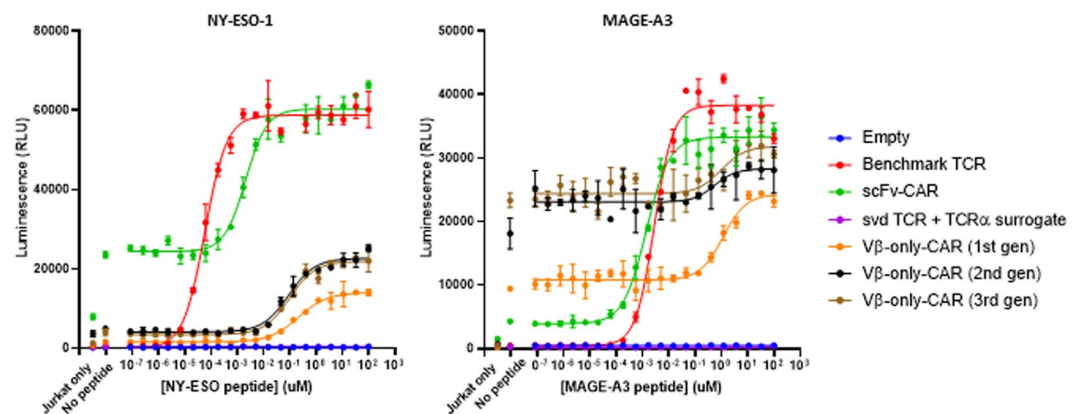 NY-ESO-1
80000
60000
40000
20000
0
Luminescence (RLU)
Jurkat only
No peptide
10-7 10-6 10-5 10-4 10-3 10-2 10-1 100 101 102 103
[NY-ESO peptide] (uM)
MAGE-A3
50000
40000
30000
20000
10000
0
Luminescence (RLU)
Jurkat only
No peptide
10-7 10-6 10-5 10-4 10-3 10-2 10-1 100 101 102 103
[MAGE-A3 peptide] (uM)
Empty
Benchmark TCR
scFv-CAR
svd TCR + TCRα surrogate
Vβ-only-CAR (1st gen)
Vβ-only-CAR (2nd gen)
Vβ-only-CAR (3rd gen)